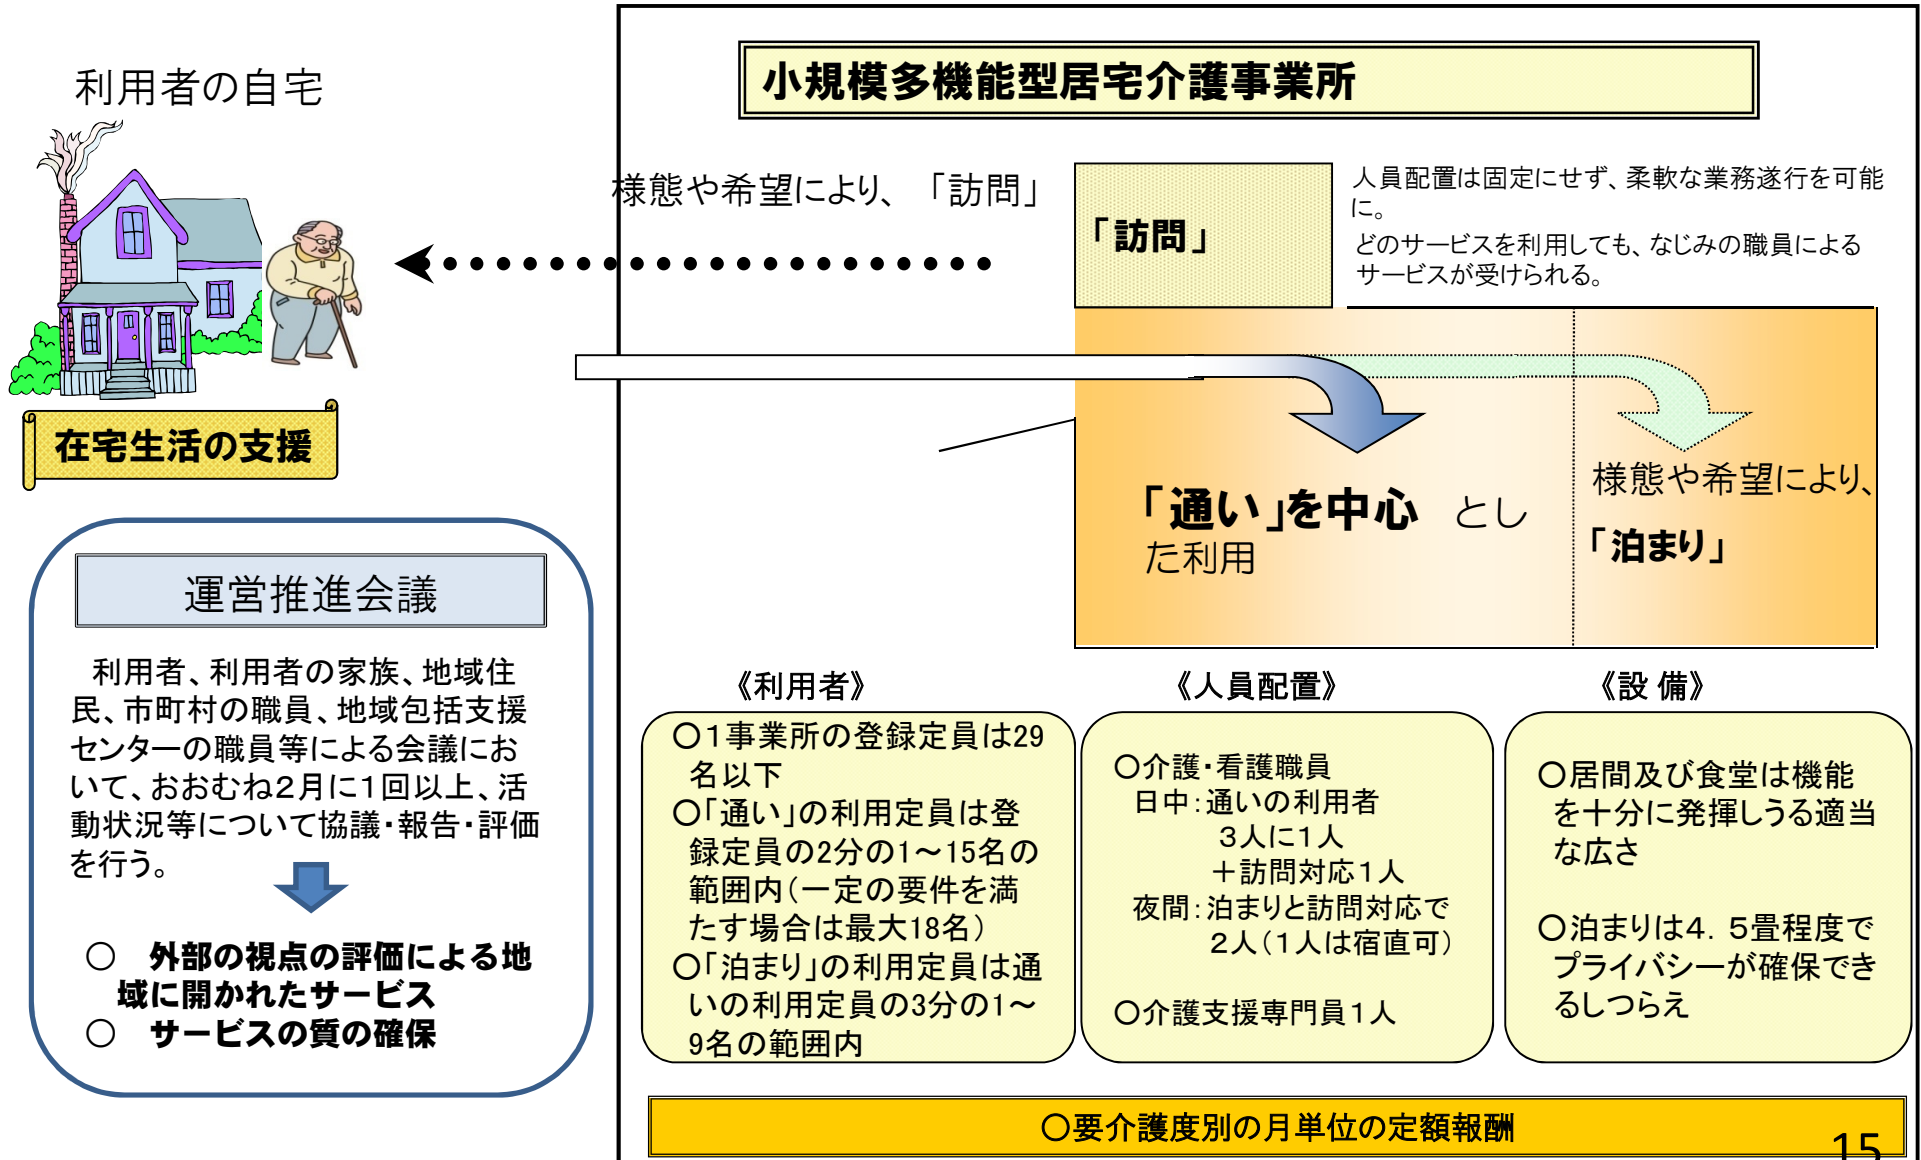 利用者の自宅
在宅生活の支援
運営推進会議
利用者、利用者の家族、地域住
民、市町村の職員、地域包括支援
センターの職員等による会議にお
いて、おおむね２月に１回以上、活
動状況等について協議・報告・評価
を行う。
○　外部の視点の評価による地
域に開かれたサービス
○　サービスの質の確保
小規模多機能型居宅介護事業所
様態や希望により、「訪問」
「訪問」
人員配置は固定にせず、柔軟な業務遂行を可能
に。
どのサービスを利用しても、なじみの職員による
サービスが受けられる。
「通い」を中心　とし
た利用
様態や希望により、
「泊まり」
《利用者》
○１事業所の登録定員は29
名以下
○「通い」の利用定員は登
録定員の2分の1～15名の
範囲内（一定の要件を満
たす場合は最大18名）
○「泊まり」の利用定員は通
いの利用定員の3分の1～
9名の範囲内
《人員配置》
○介護・看護職員
日中：通いの利用者
３人に１人
＋訪問対応１人
夜間：泊まりと訪問対応で
２人（１人は宿直可）
○介護支援専門員１人
《設 備》
○居間及び食堂は機能
を十分に発揮しうる適当
な広さ
○泊まりは４．５畳程度で
プライバシーが確保でき
るしつらえ
○要介護度別の月単位の定額報酬
15